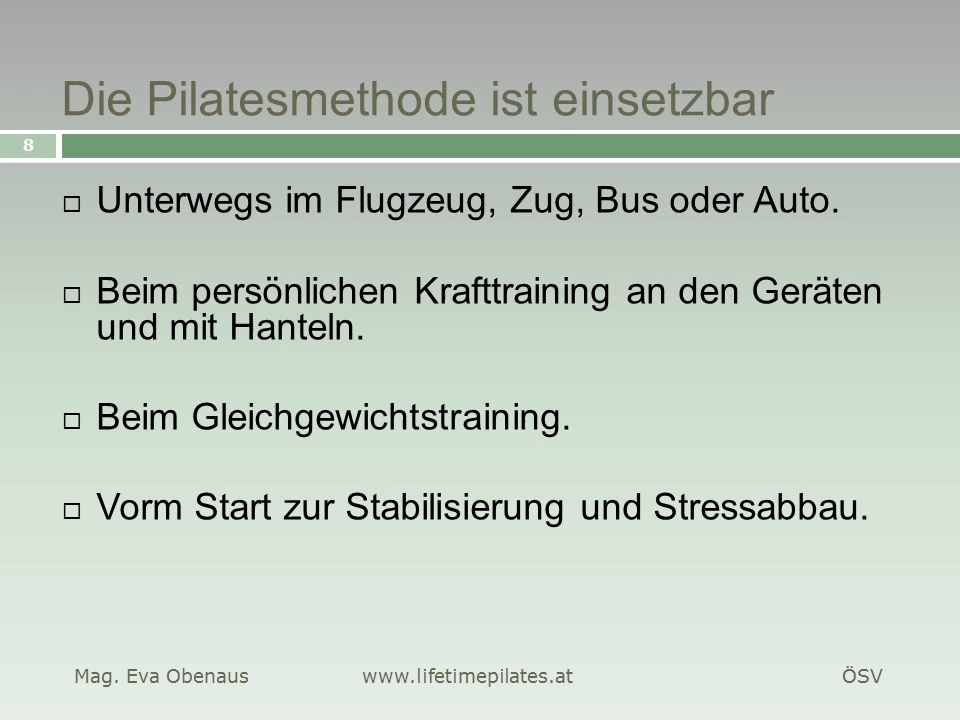 Die Pilatesmethode ist einsetzbar
8
Unterwegs im Flugzeug, Zug, Bus oder Auto.
Beim persönlichen Krafttraining an den Geräten
und mit Hanteln.
Beim Gleichgewichtstraining.
Vorm Start zur Stabilisierung und Stressabbau.
Mag. Eva Obenaus www.lifetimepilates.at ÖSV